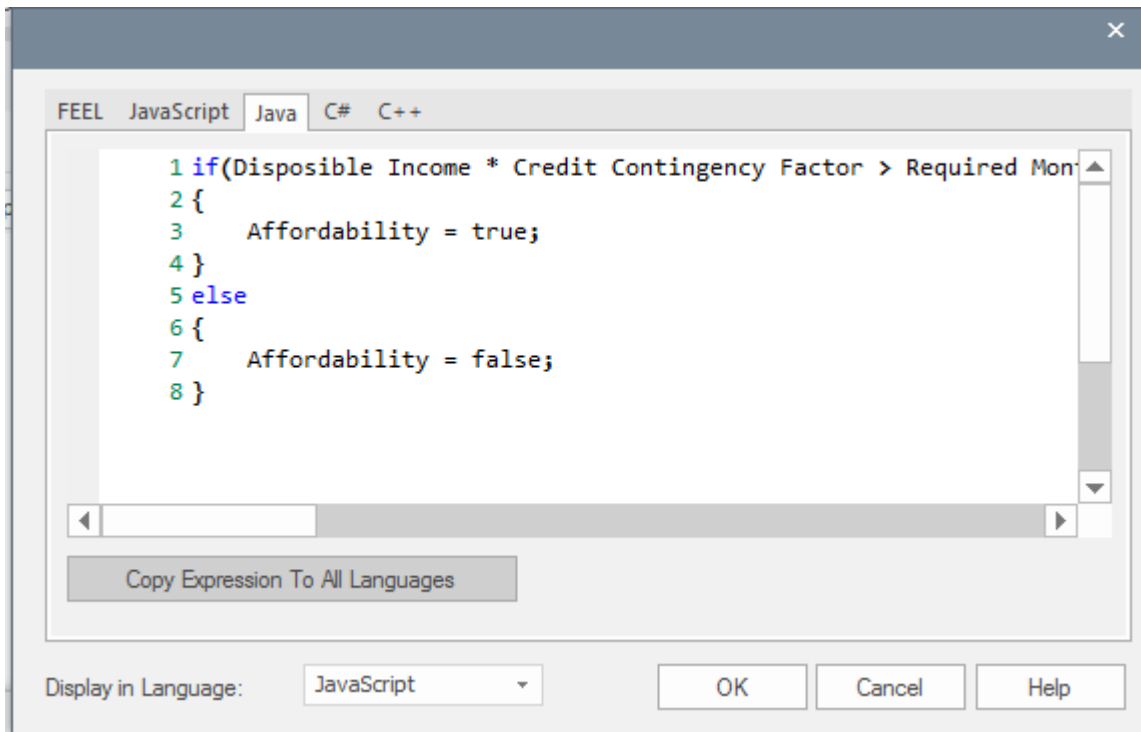 FEEL JavaScript Java C# C++
1 if(Disposible Income * Credit Contingency Factor > Required
2 {
3 Affordability = true;
4 }
5 else
6 {
7 Affordability = false;
8 }
Copy Expression To All Languages
Display in Language: JavaScript OK Cancel Help